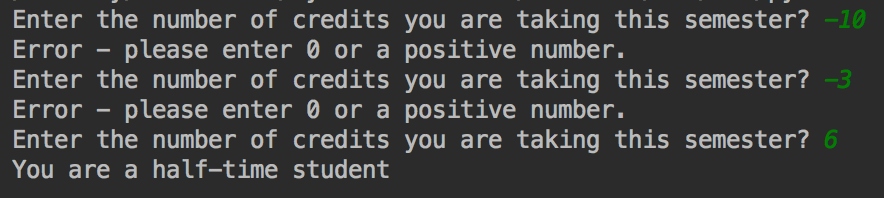 Enter the number of credits you are taking this semester? -10
Error - please enter 0 or a positive number.
Enter the number of credits you are taking this semester? -3
Error - please enter 0 or a positive number.
Enter the number of credits you are taking this semester? 6
You are a half-time student